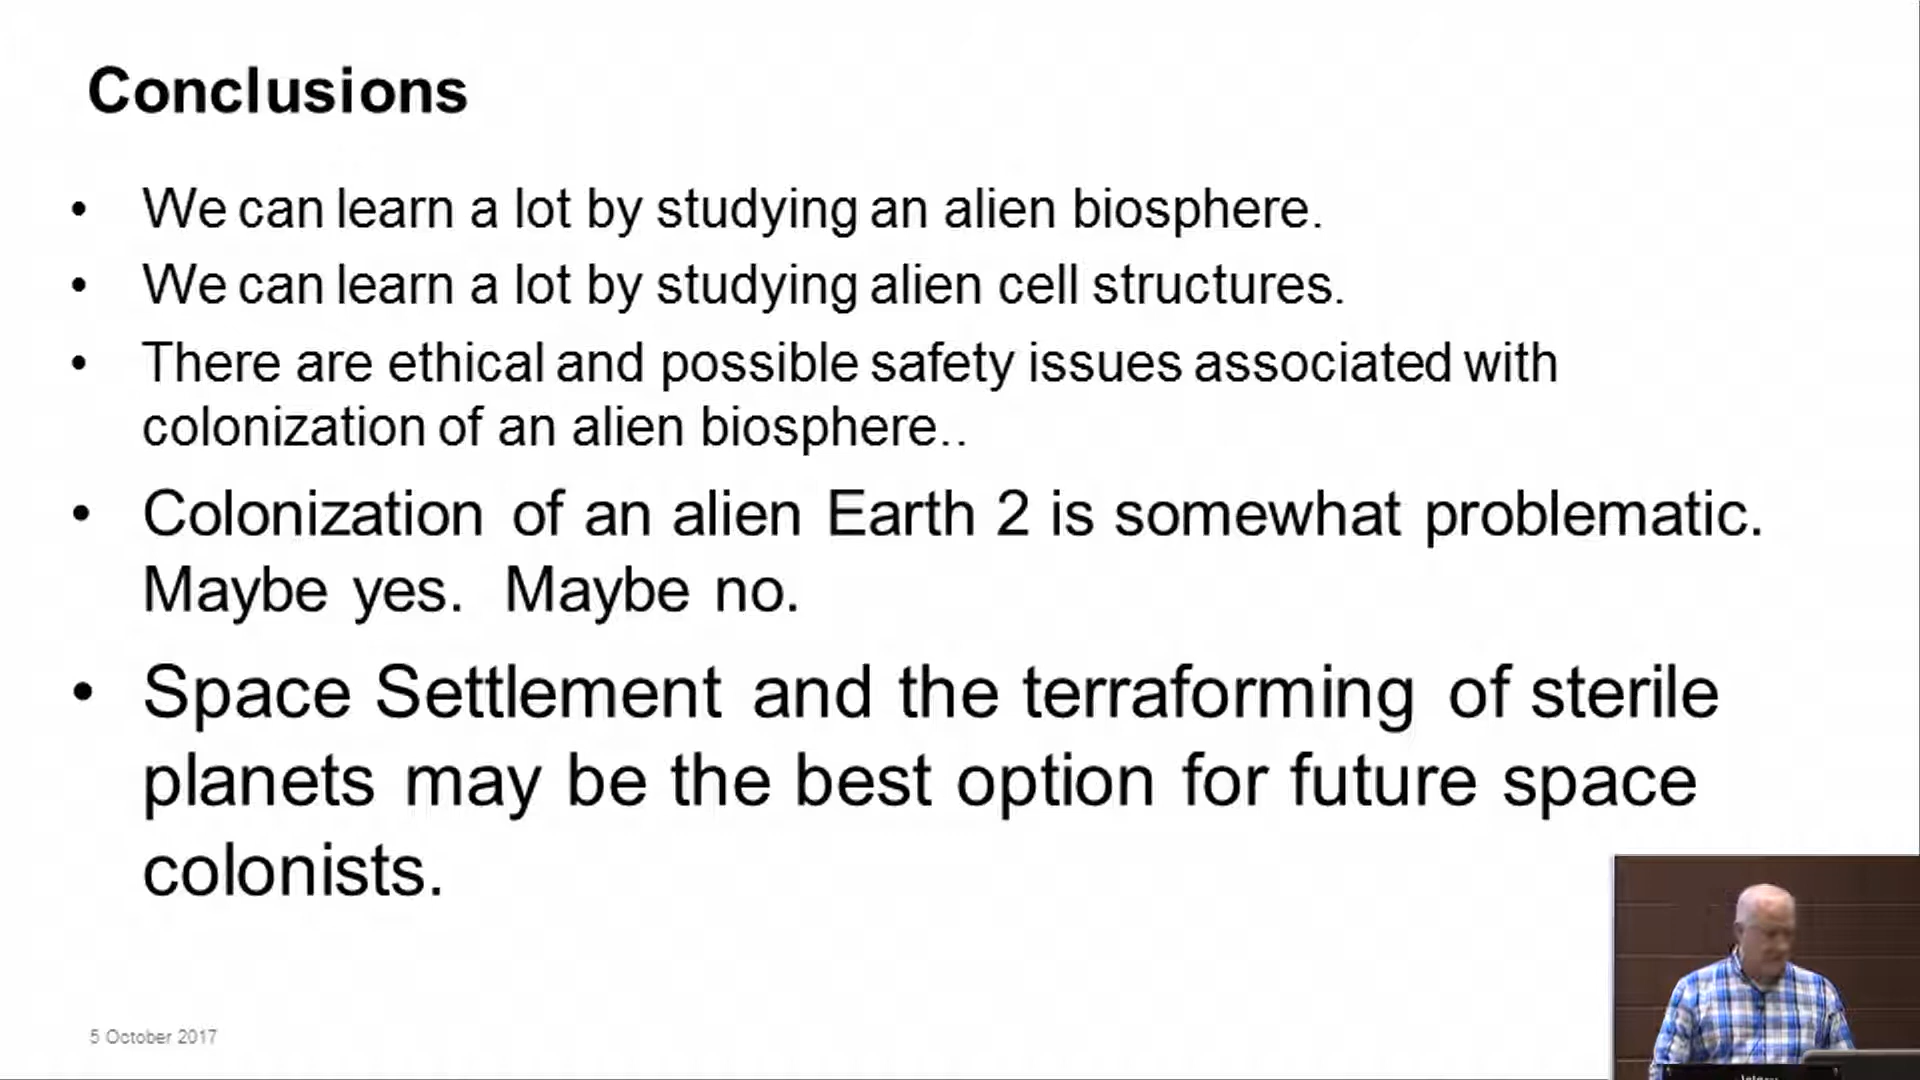 Conclusions
• We can learn a lot by studying an alien biosphere.
• We can learn a lot by studying alien cell structures.
• There are ethical and possible safety issues associated with
colonization of an alien biosphere..
• Colonization of an alien Earth 2 is somewhat problematic.
Maybe yes. Maybe no.
• Space Settlement and the terraforming of sterile
planets may be the best option for future space
colonists.
5 October 2017